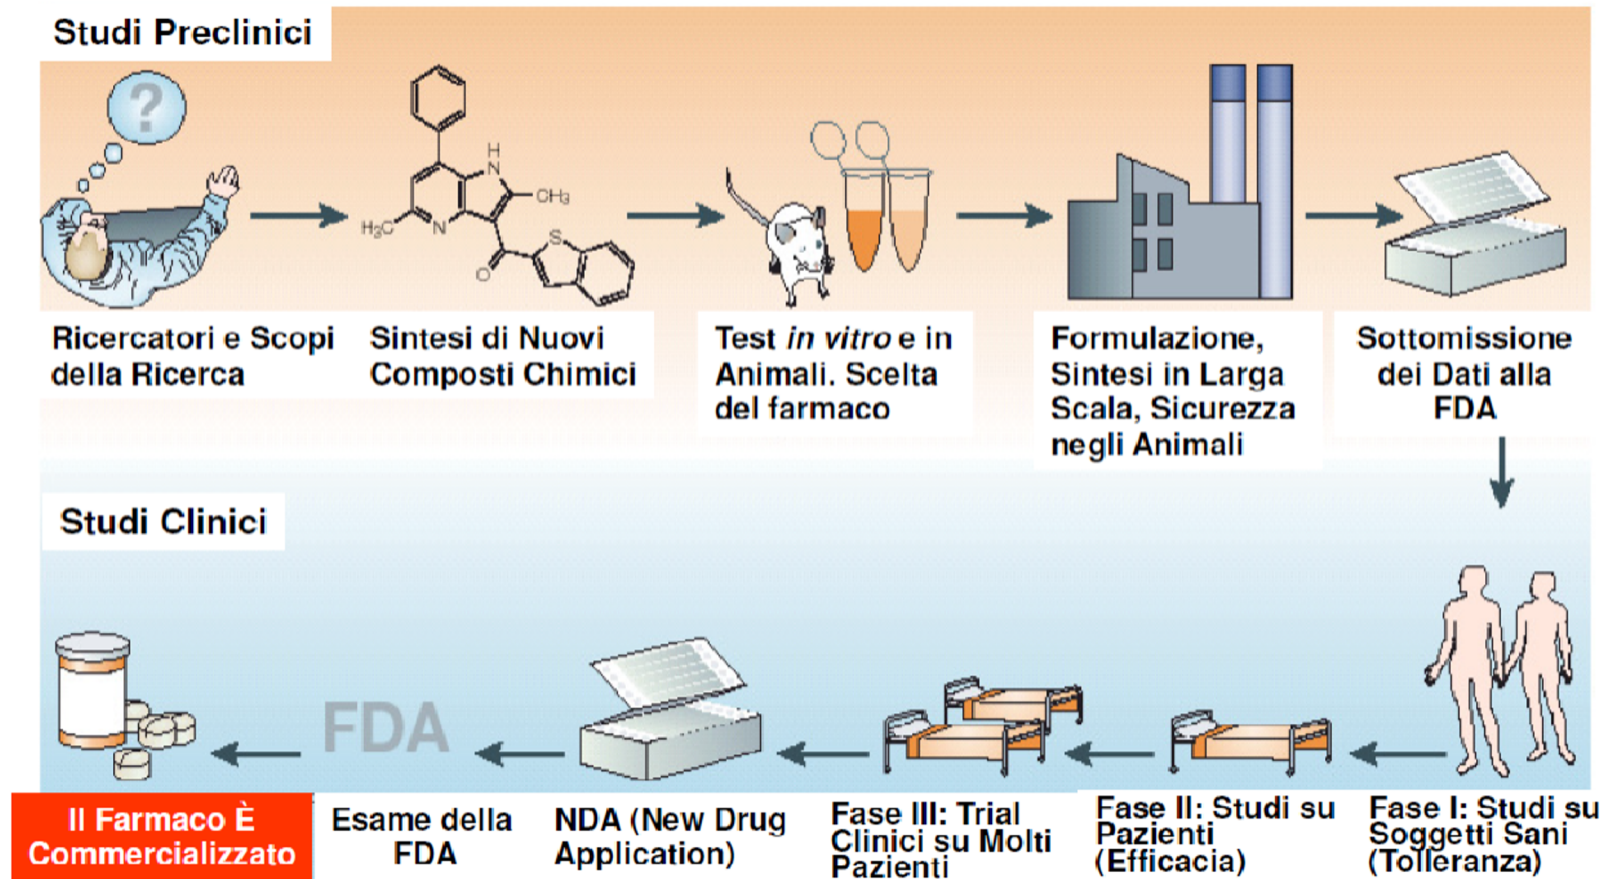 Studi Preclinici
?
H
N
CH₃
H₃C
N
S
O
Ricercatori e Scopi
della Ricerca
Sintesi di Nuovi
Composti Chimici
Test in vitro e in
Animali. Scelta
del farmaco
Formulazione,
Sintesi in Larga
Scala, Sicurezza
negli Animali
Sottomissione
dei Dati alla
FDA
Studi Clinici
FDA
Il Farmaco È
Commercializzato
Esame della
FDA
NDA (New Drug
Application)
Fase III: Trial
Clinici su Molti
Pazienti
Fase II: Studi su
Pazienti
(Efficacia)
Fase I: Studi su
Soggetti Sani
(Tolleranza)